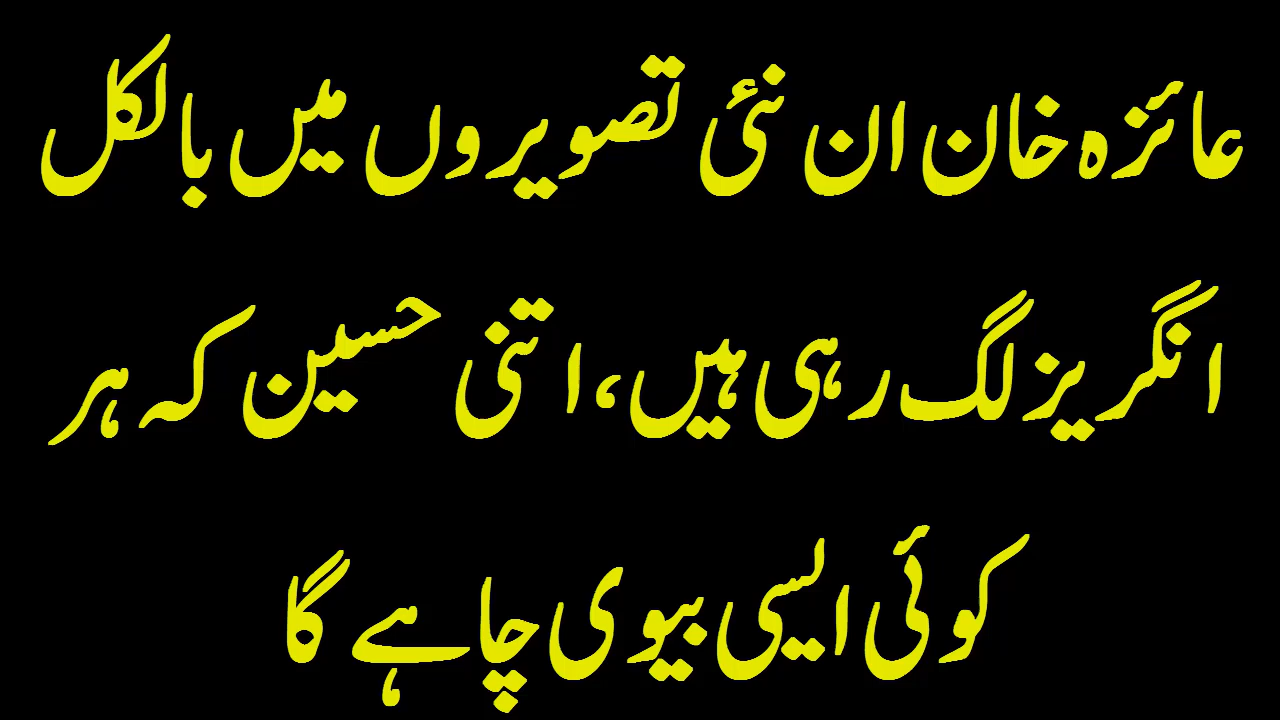 عائزہ خان ان نئی تصویروں میں بالکل
انگریز لگ رہی ہیں، اتنی حسین کہ ہر
کوئی ایسی بیوی چاہے گا